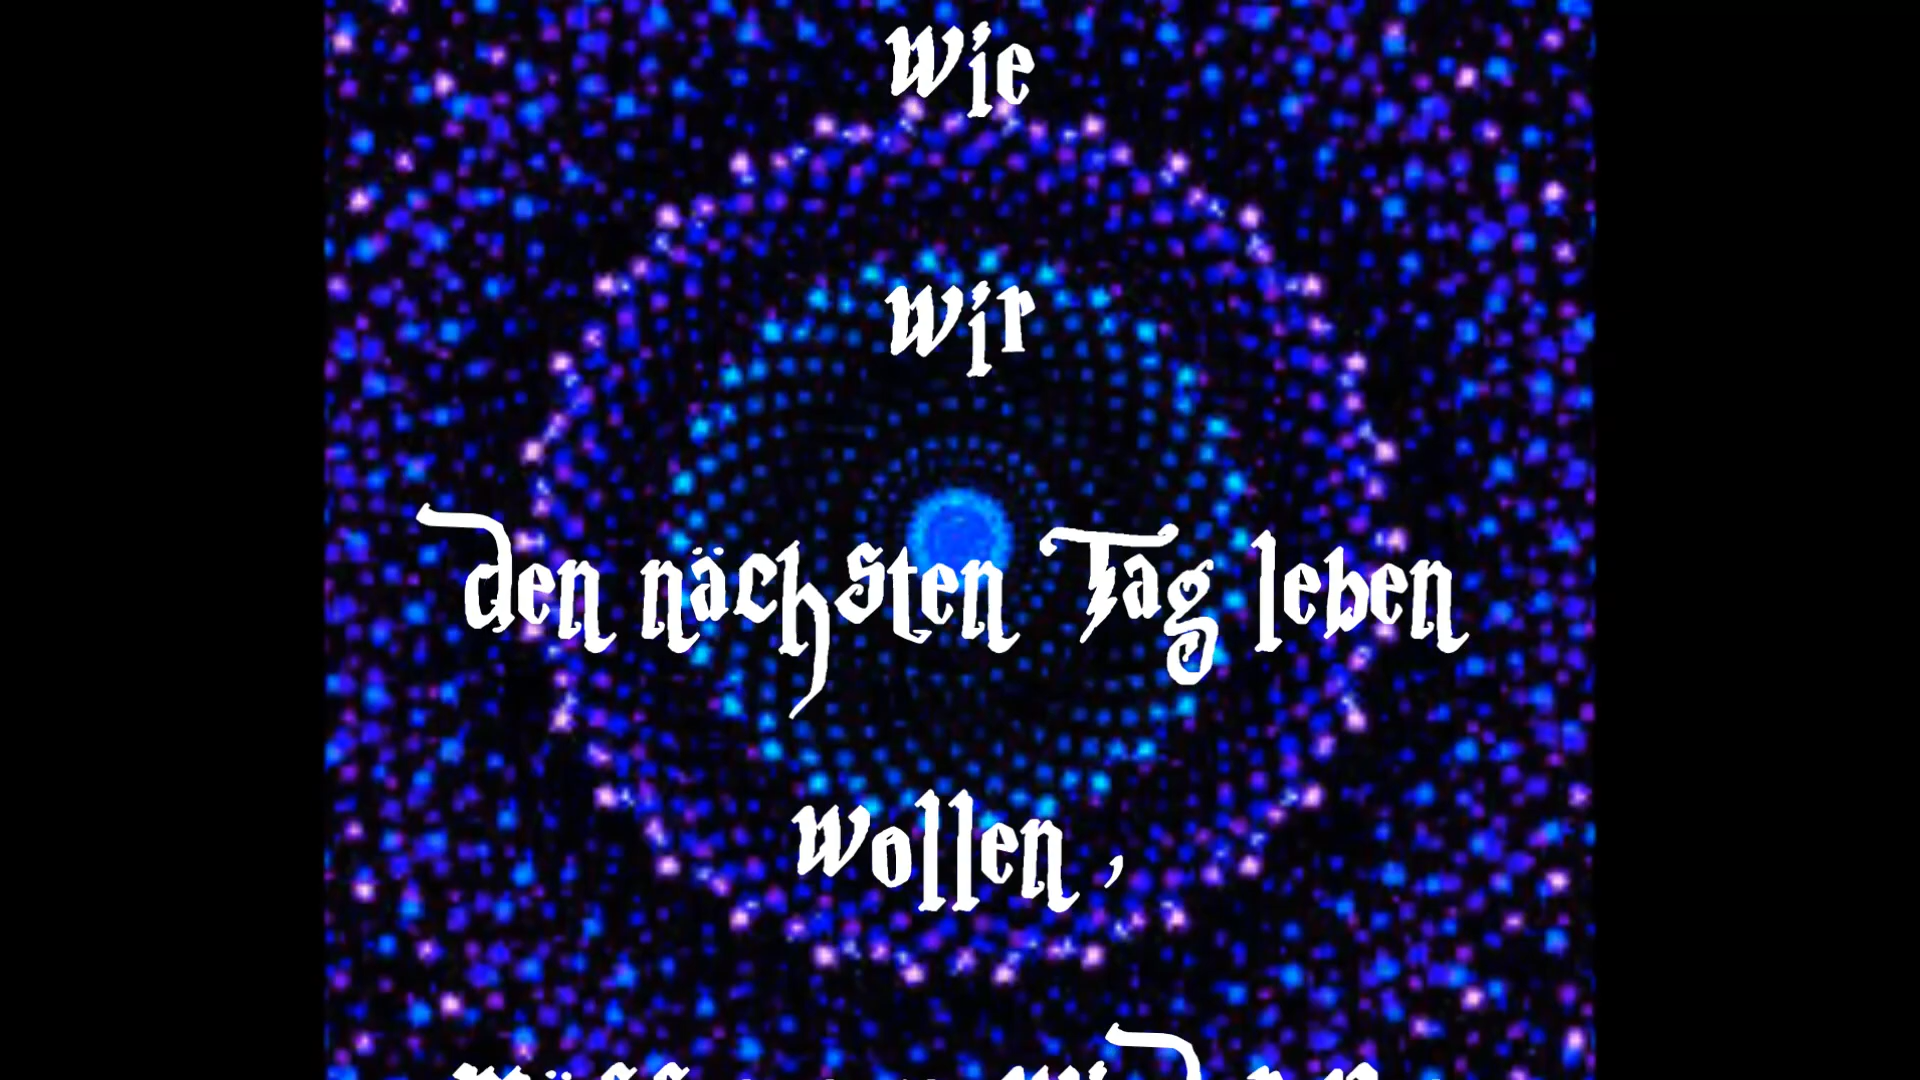 wie
wir
den nächsten Tag leben
wollen,